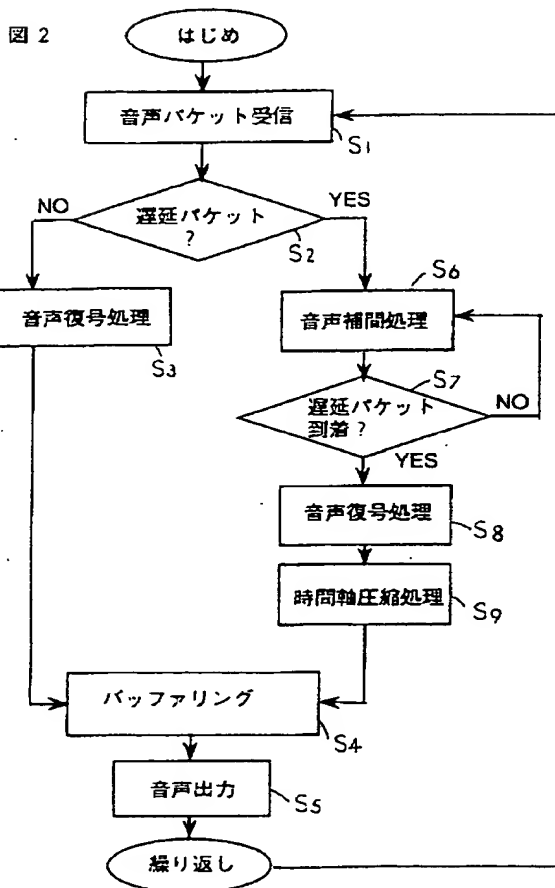 図 2
はじめ
音声パケット受信
S1
NO
YES
遅延パケット
?
S2
S6
音声復号処理
S3
音声補間処理
S7
遅延パケット
到着?
NO
YES
音声復号処理
S8
時間軸圧縮処理
S9
バッファリング
S4
音声出力
S5
繰り返し